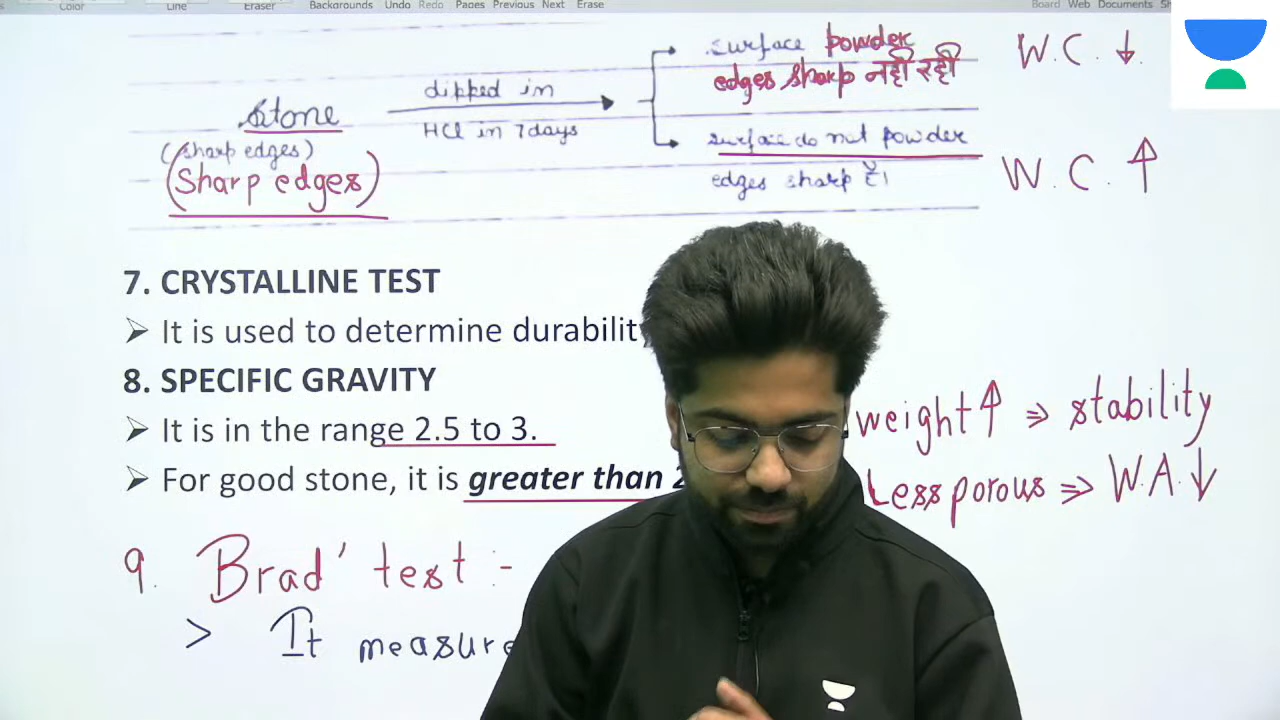 Color Line Eraser Backgrounds Undo Redo Pages Previous Next Erase Board Web Documents
surface powder
edges sharp नहीं रही
W.C. ↓
stone
(sharp edges)
(Sharp edges)
dipped in
HCl in 7days
surface do not powder
edges sharp
W.C. ↑
7. CRYSTALLINE TEST
➢ It is used to determine durabilit
8. SPECIFIC GRAVITY
➢ It is in the range 2.5 to 3.
➢ For good stone, it is greater than 2
weight↑ ⇒ stability
Less porous ⇒ W.A.↓
9. Brad' test :-
> It measure